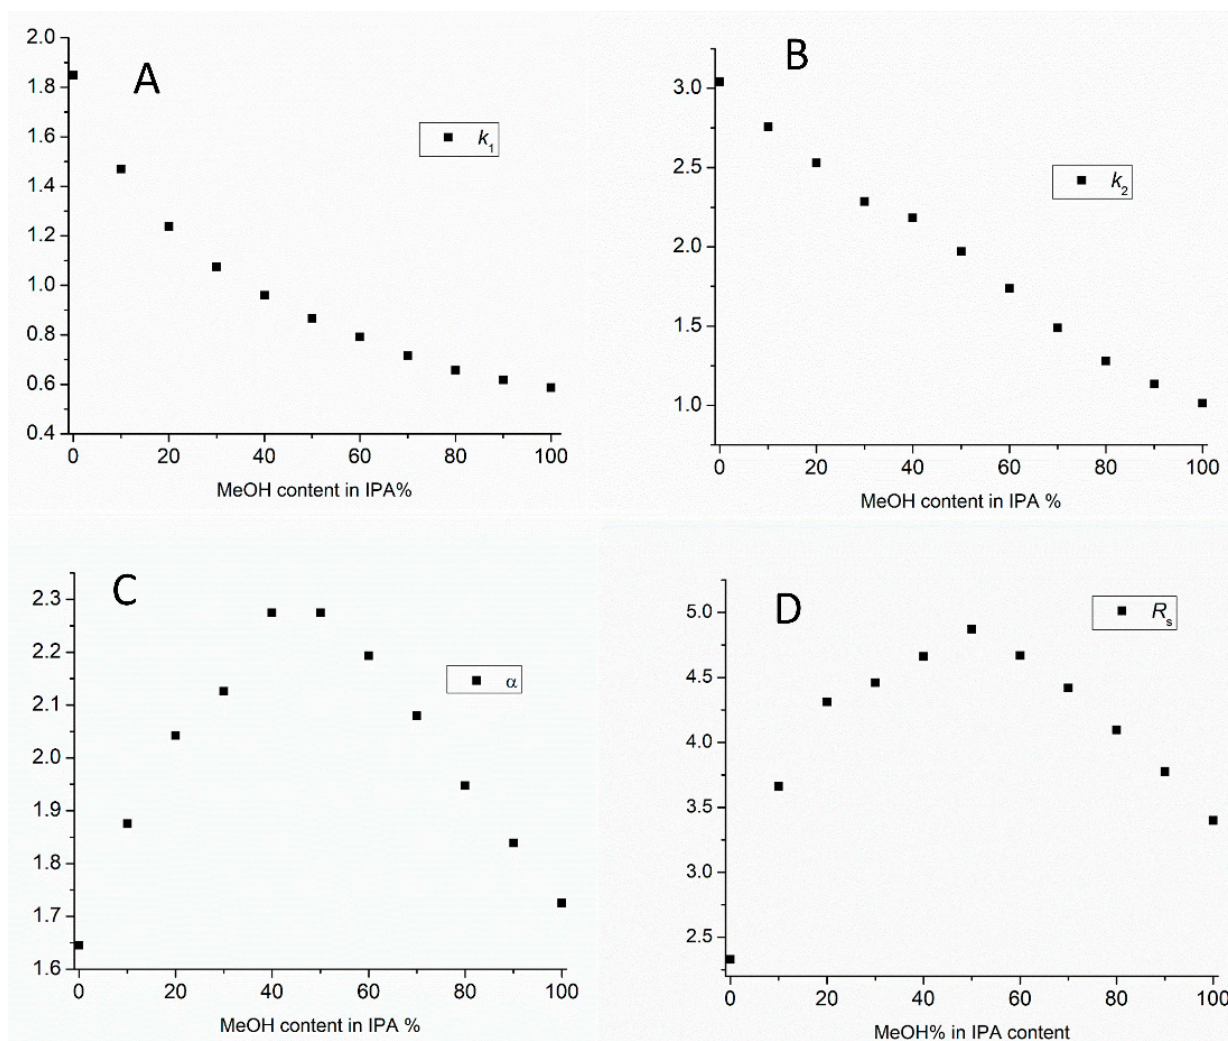 A
2.0
1.8
1.6
1.4
1.2
1.0
0.8
0.6
0.4
k1
0 20 40 60 80 100
MeOH content in IPA%
B
3.0
2.5
2.0
1.5
1.0
k2
0 20 40 60 80 100
MeOH content in IPA %
C
2.3
2.2
2.1
2.0
1.9
1.8
1.7
1.6
α
0 20 40 60 80 100
MeOH content in IPA %
D
5.0
4.5
4.0
3.5
3.0
2.5
Rs
0 20 40 60 80 100
MeOH% in IPA content